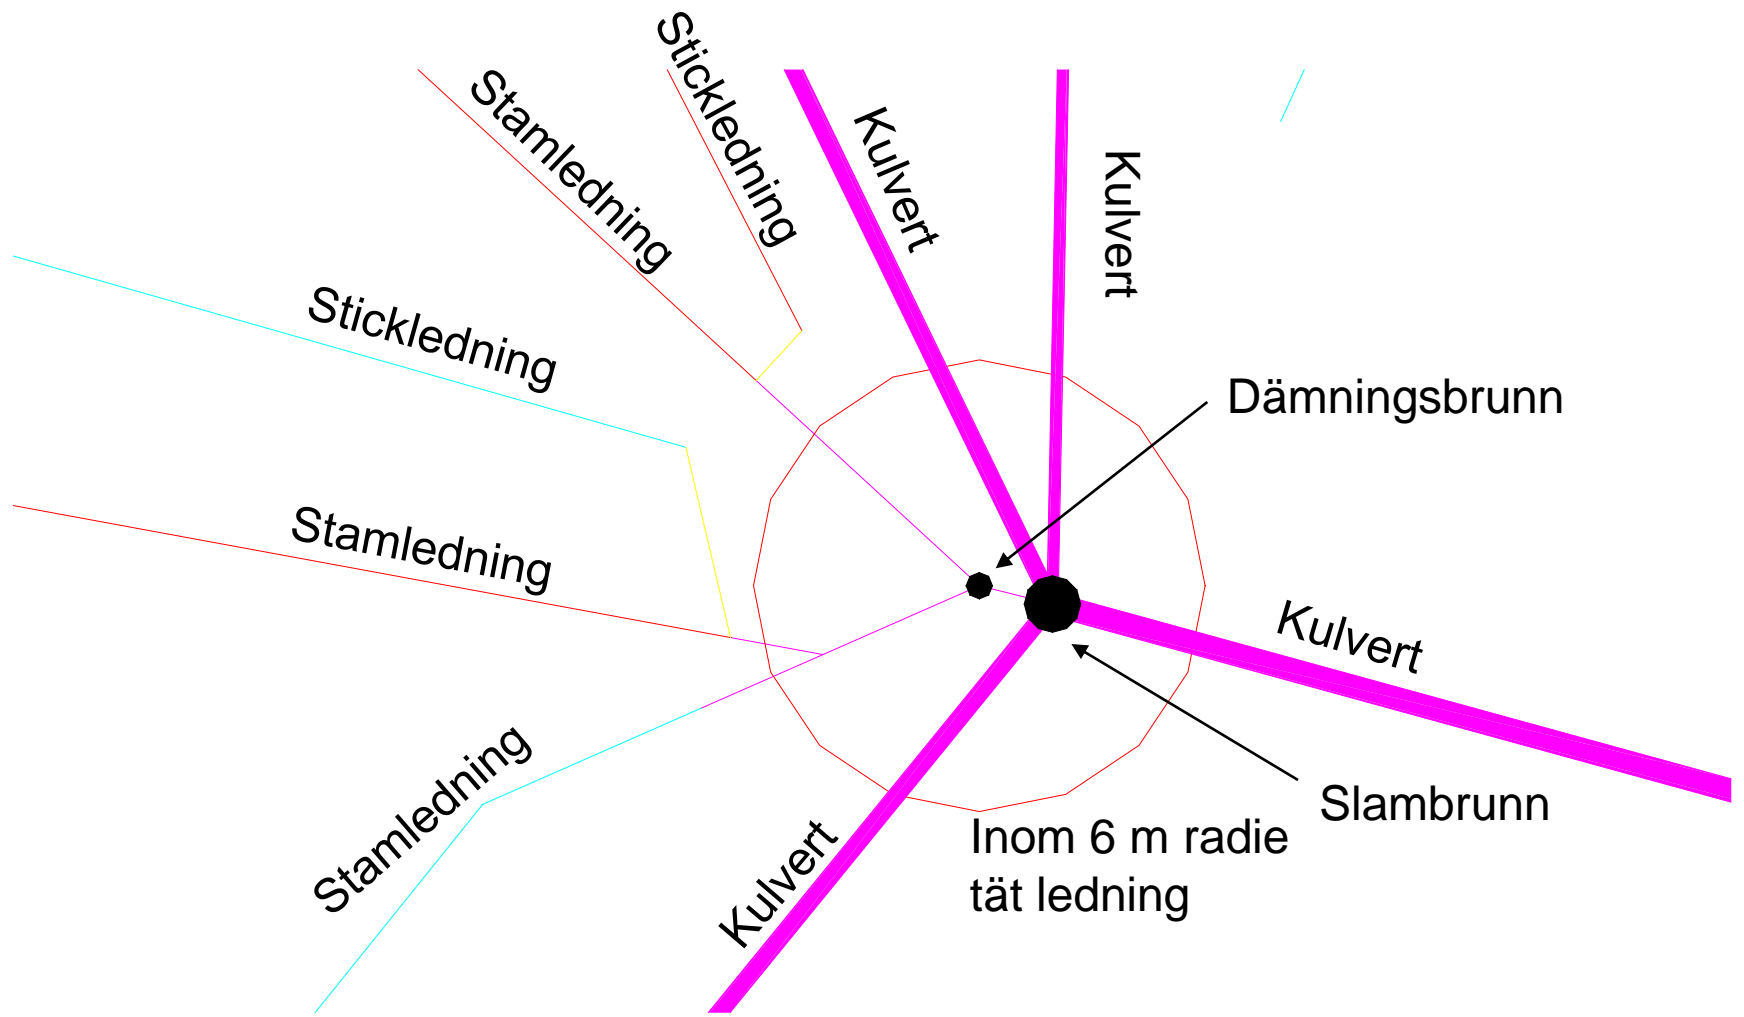 Stickledning
Stamledning
Kulvert
Kulvert
Stickledning
Dämningsbrunn
Stamledning
Kulvert
Stamledning
Slambrunn
Kulvert
Inom 6 m radie
tät ledning